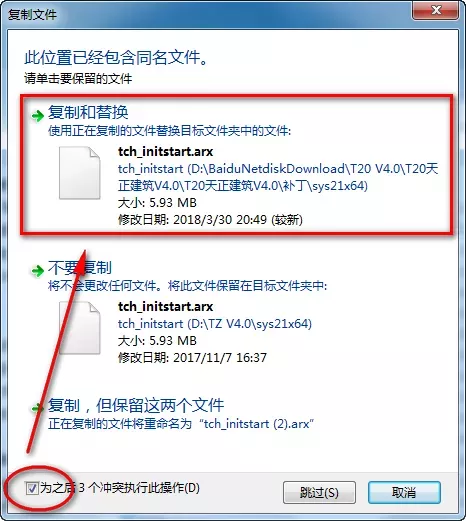 复制文件
此位置已经包含同名文件。
请单击要保留的文件
复制和替换
使用正在复制的文件替换目标文件夹中的文件:
tch_initstart.arx
tch_initstart (D:\BaiduNetdiskDownload\T20 V4.0\T20天
正建筑V4.0\T20天正建筑V4.0\补丁\sys21x64)
大小: 5.93 MB
修改日期: 2018/3/30 20:49 (较新)
不要复制
将不会更改任何文件。将此文件保留在目标文件夹中:
tch_initstart.arx
tch_initstart (D:\TZ V4.0\sys21x64)
大小: 5.93 MB
修改日期: 2017/11/7 16:37
复制，但保留这两个文件
正在复制的文件将重命名为“tch_initstart (2).arx”
为之后 3 个冲突执行此操作(D)
跳过(S)
取消